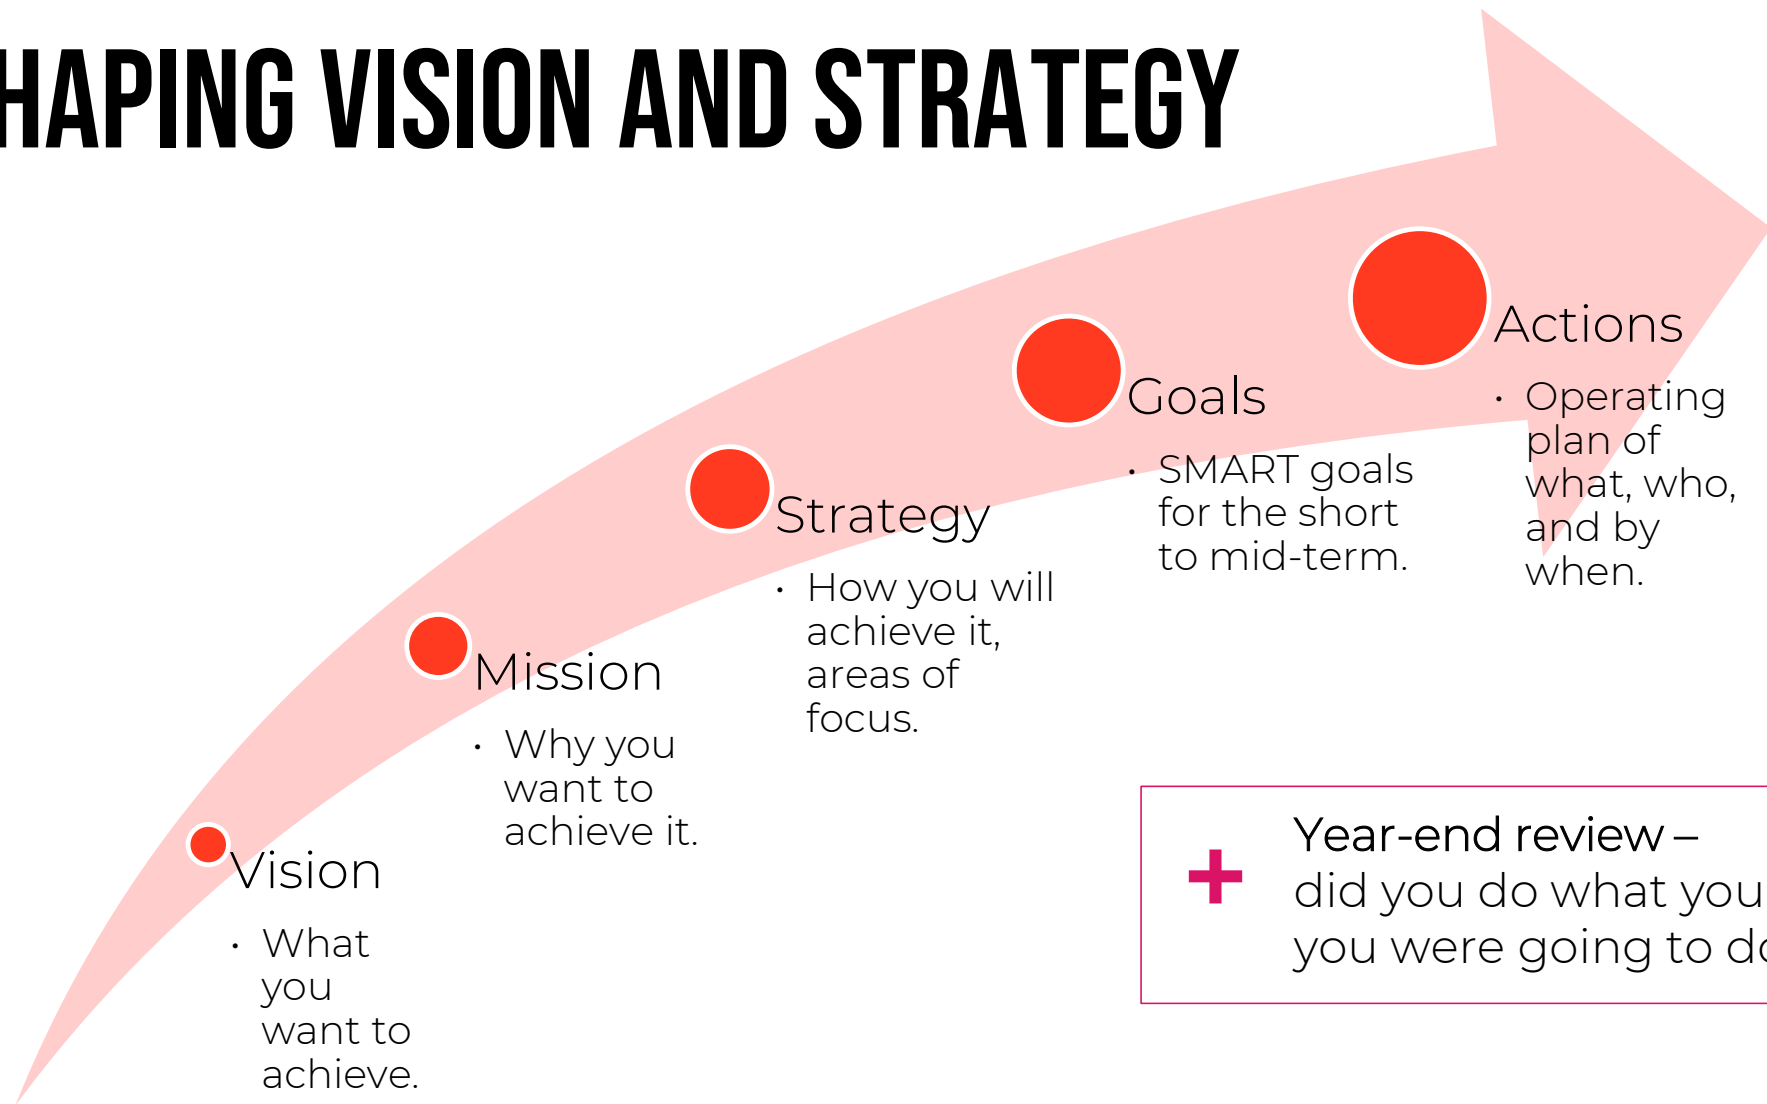 HAPING VISION AND STRATEGY
Vision
• What
you
want to
achieve.
Mission
• Why you
want to
achieve it.
Strategy
• How you will
achieve it,
areas of
focus.
Goals
• SMART goals
for the short
to mid-term.
Actions
• Operating
plan of
what, who,
and by
when.
+
Year-end review –
did you do what you
you were going to do